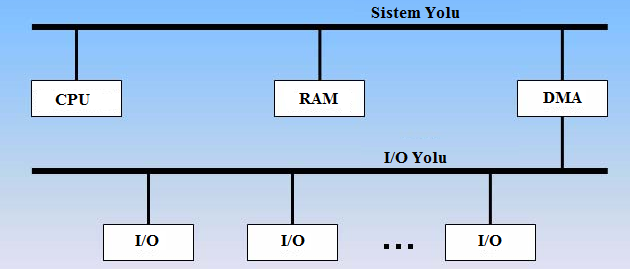 Sistem Yolu
CPU
RAM
DMA
I/O Yolu
I/O
I/O
...
I/O